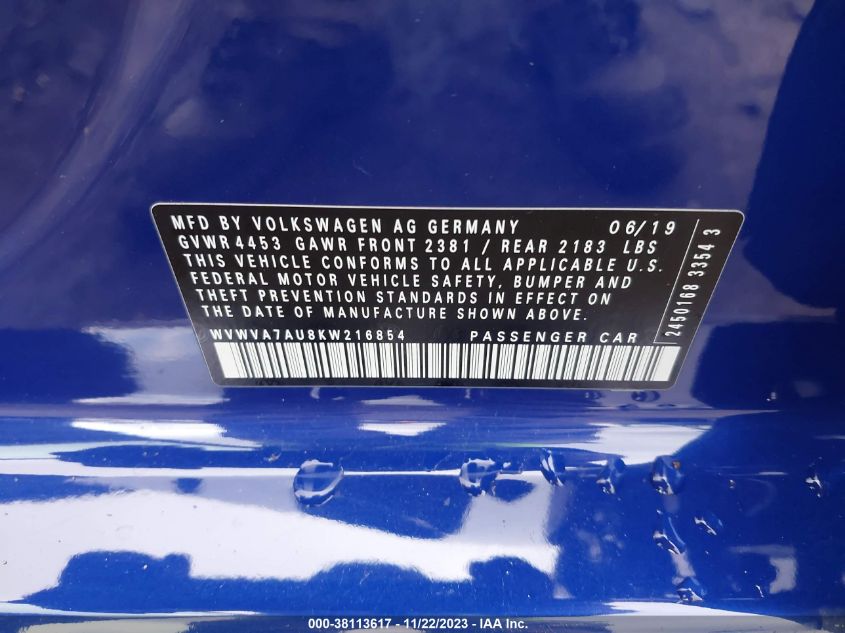 MFD BY VOLKSWAGEN AG GERMANY 06/19
GVWR 4453 GAWR FRONT 2381 / REAR 2183 LBS
THIS VEHICLE CONFORMS TO ALL APPLICABLE U.S.
FEDERAL MOTOR VEHICLE SAFETY, BUMPER AND
THEFT PREVENTION STANDARDS IN EFFECT ON
THE DATE OF MANUFACTURE SHOWN ABOVE.
WVWVA7AU8KW216854 PASSENGER CAR
2450168 3354 3
000-38113617 - 11/22/2023 - IAA Inc.